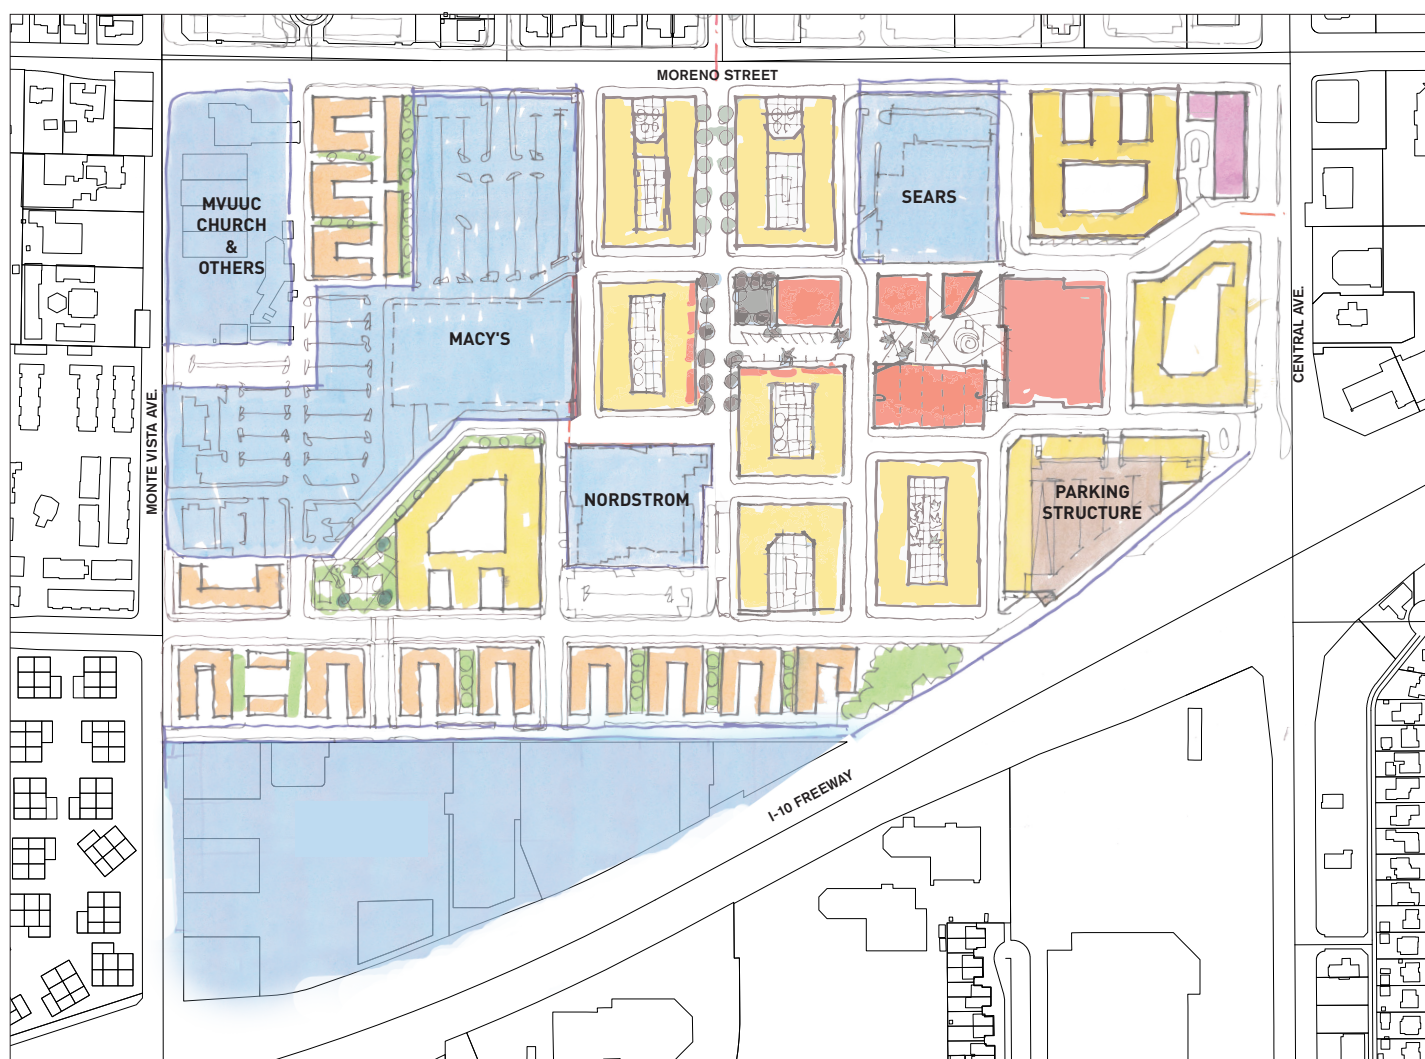 MORENO STREET
MVUUC
CHURCH
&
OTHERS
SEARS
MACY'S
CENTRAL AVE.
MONTE VISTA AVE.
NORDSTROM
PARKING
STRUCTURE
I-10 FREEWAY